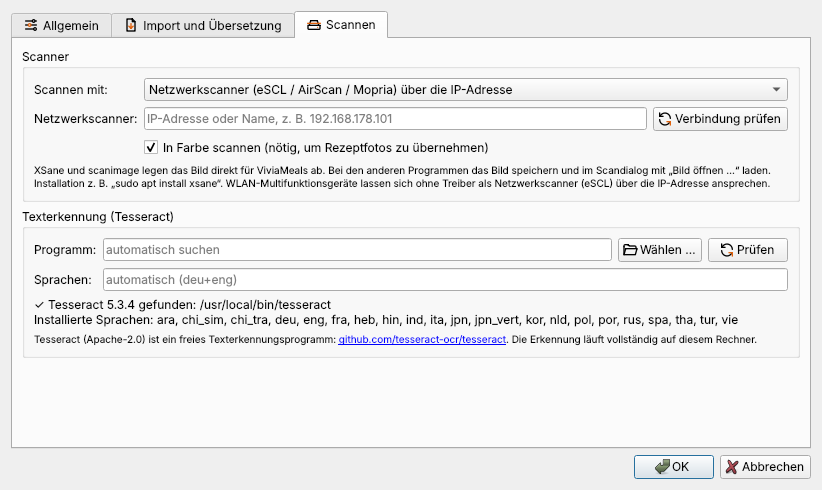 Allgemein
Import und Übersetzung
Scannen
Scanner
Scannen mit:
Netzwerkscanner (eSCL / AirScan / Mopria) über die IP-Adresse
Netzwerkscanner:
IP-Adresse oder Name, z. B. 192.168.178.101
Verbindung prüfen
In Farbe scannen (nötig, um Rezeptfotos zu übernehmen)
XSane und scanimage legen das Bild direkt für ViviaMeals ab. Bei den anderen Programmen das Bild speichern und im Scandialog mit „Bild öffnen ...“ laden.
Installation z. B. „sudo apt install xsane“. WLAN-Multifunktionsgeräte lassen sich ohne Treiber als Netzwerkscanner (eSCL) über die IP-Adresse ansprechen.
Texterkennung (Tesseract)
Programm:
automatisch suchen
Wählen ...
Prüfen
Sprachen:
automatisch (deu+eng)
✓ Tesseract 5.3.4 gefunden: /usr/local/bin/tesseract
Installierte Sprachen: ara, chi_sim, chi_tra, deu, eng, fra, heb, hin, ind, ita, jpn, jpn_vert, kor, nld, pol, por, rus, spa, tha, tur, vie
Tesseract (Apache-2.0) ist ein freies Texterkennungsprogramm: github.com/tesseract-ocr/tesseract. Die Erkennung läuft vollständig auf diesem Rechner.
OK
Abbrechen